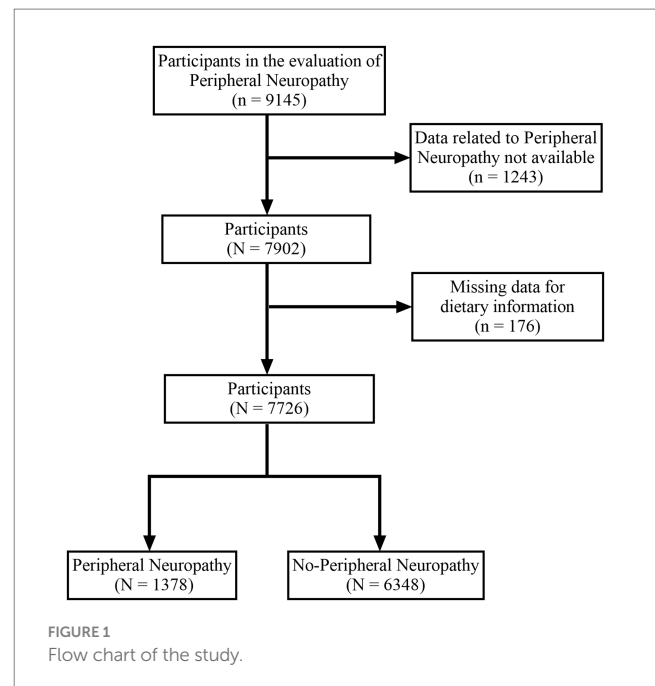 Participants in the evaluation of
Peripheral Neuropathy
(n = 9145)
Data related to Peripheral
Neuropathy not available
(n = 1243)
Participants
(N = 7902)
Missing data for
dietary information
(n = 176)
Participants
(N = 7726)
Peripheral Neuropathy
(N = 1378)
No-Peripheral Neuropathy
(N = 6348)
FIGURE 1
Flow chart of the study.